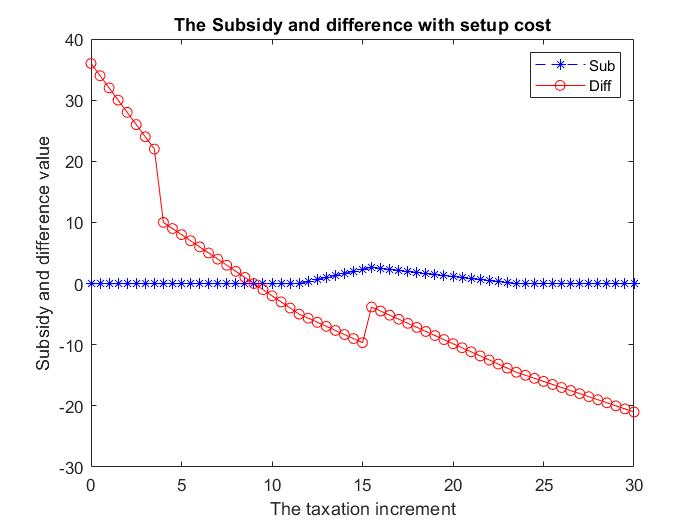 The Subsidy and difference with setup cost
Sub
Diff
40
30
20
10
0
-10
-20
-30
Subsidy and difference value
0 5 10 15 20 25 30
The taxation increment